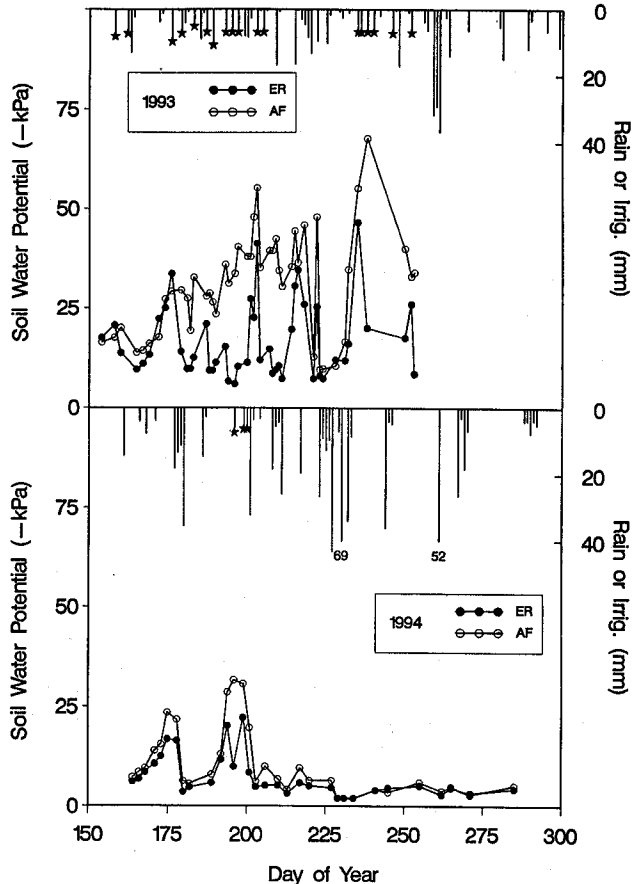 0
20
40
Rain or Irrig. (mm)
75
50
25
0
Soil Water Potential (−kPa)
1993
ER
AF
0
20
40
Rain or Irrig. (mm)
69
52
75
50
25
0
Soil Water Potential (−kPa)
1994
ER
AF
150
175
200
225
250
275
300
Day of Year